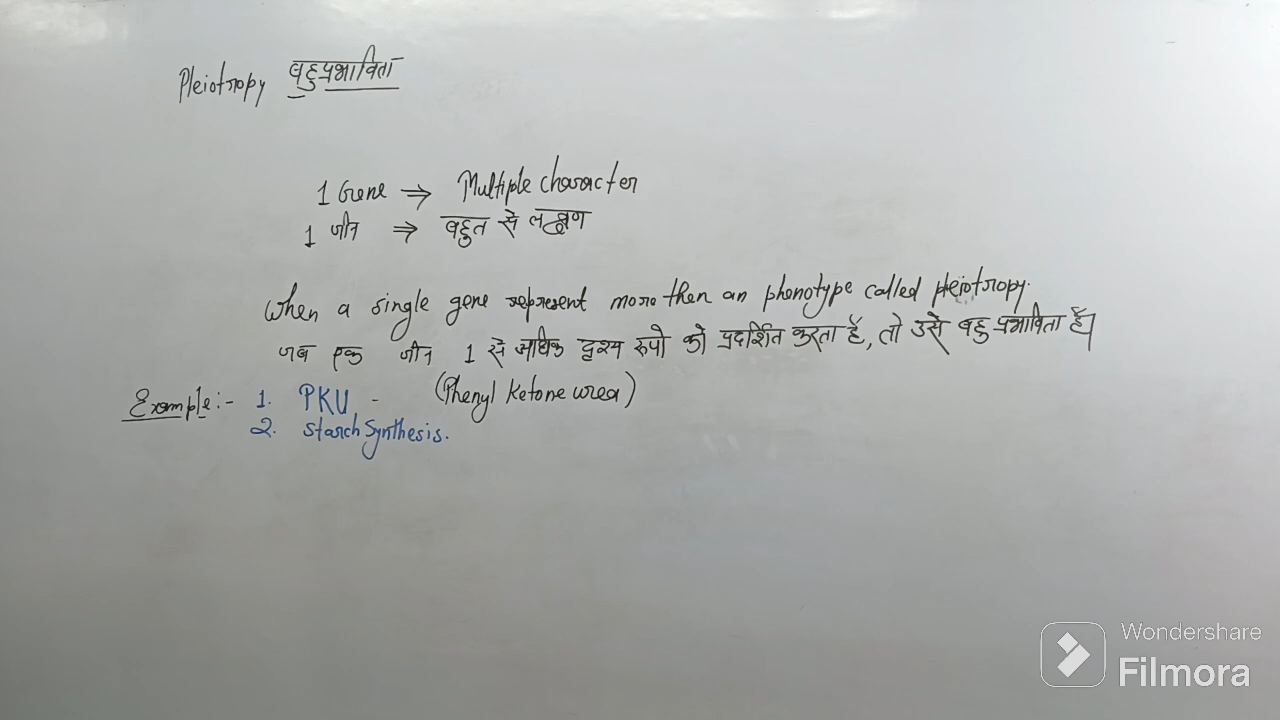 Pleiotropy बहुप्रभाविता
1 Gene ⇒ Multiple character
1 जीन ⇒ बहुत से लक्षण
When a single gene represent more then an phenotype called pleiotropy.
जब एक जीन 1 से अधिक दृश्य रूपो को प्रदर्शित करता है, तो उसे बहु प्रभाविता है।
Example:- 1. PKU - (Phenyl Ketone urea)
2. Starch Synthesis.
Wondershare
Filmora